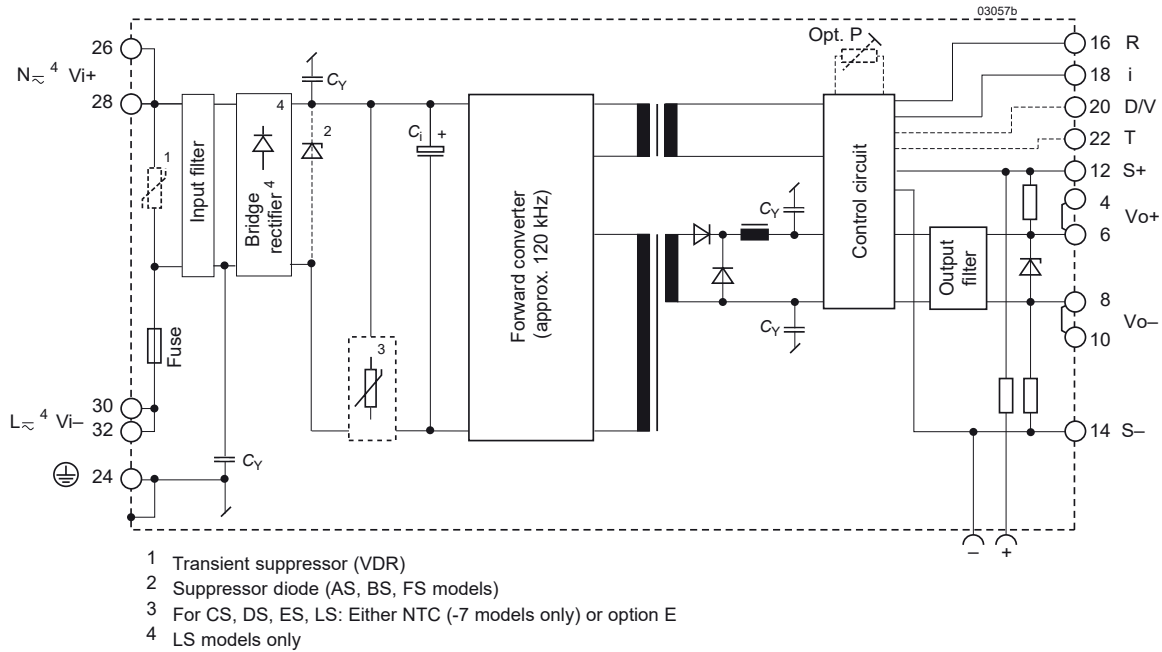 03057b
Opt. P
26
N≂ 4 Vi+
28
1
Input filter
4
Bridge
rectifier 4
CY
2
Ci
+
3
Fuse
30
L≂ 4 Vi–
32
24
CY
Forward converter
(approx. 120 kHz)
CY
CY
Control circuit
Output
filter
16 R
18 i
20 D/V
22 T
12 S+
4
Vo+
6
8
Vo–
10
14 S–
– +
1 Transient suppressor (VDR)
2 Suppressor diode (AS, BS, FS models)
3 For CS, DS, ES, LS: Either NTC (-7 models only) or option E
4 LS models only